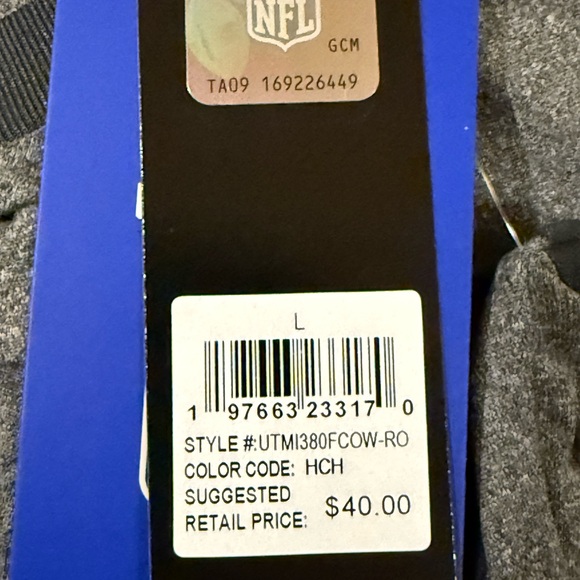 NFL
GCM
TA09 169226449
L
1 97663 23317 0
STYLE #:UTMI380FCOW-RO
COLOR CODE: HCH
SUGGESTED
RETAIL PRICE: $40.00